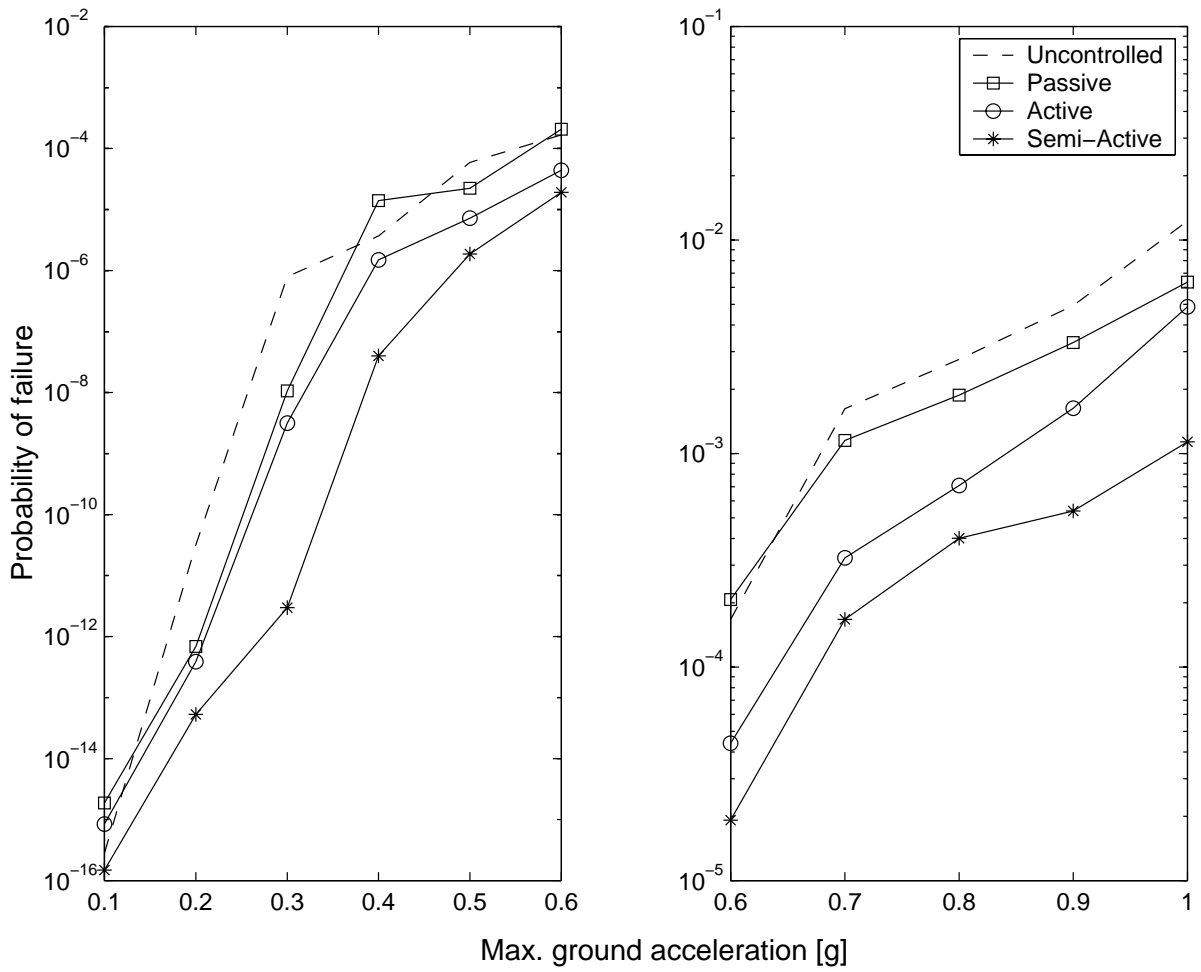 Probability of failure
10−2
10−4
10−6
10−8
10−10
10−12
10−14
10−16
0.1 0.2 0.3 0.4 0.5 0.6
10−1
10−2
10−3
10−4
10−5
0.6 0.7 0.8 0.9 1
Uncontrolled
Passive
Active
Semi−Active
Max. ground acceleration [g]